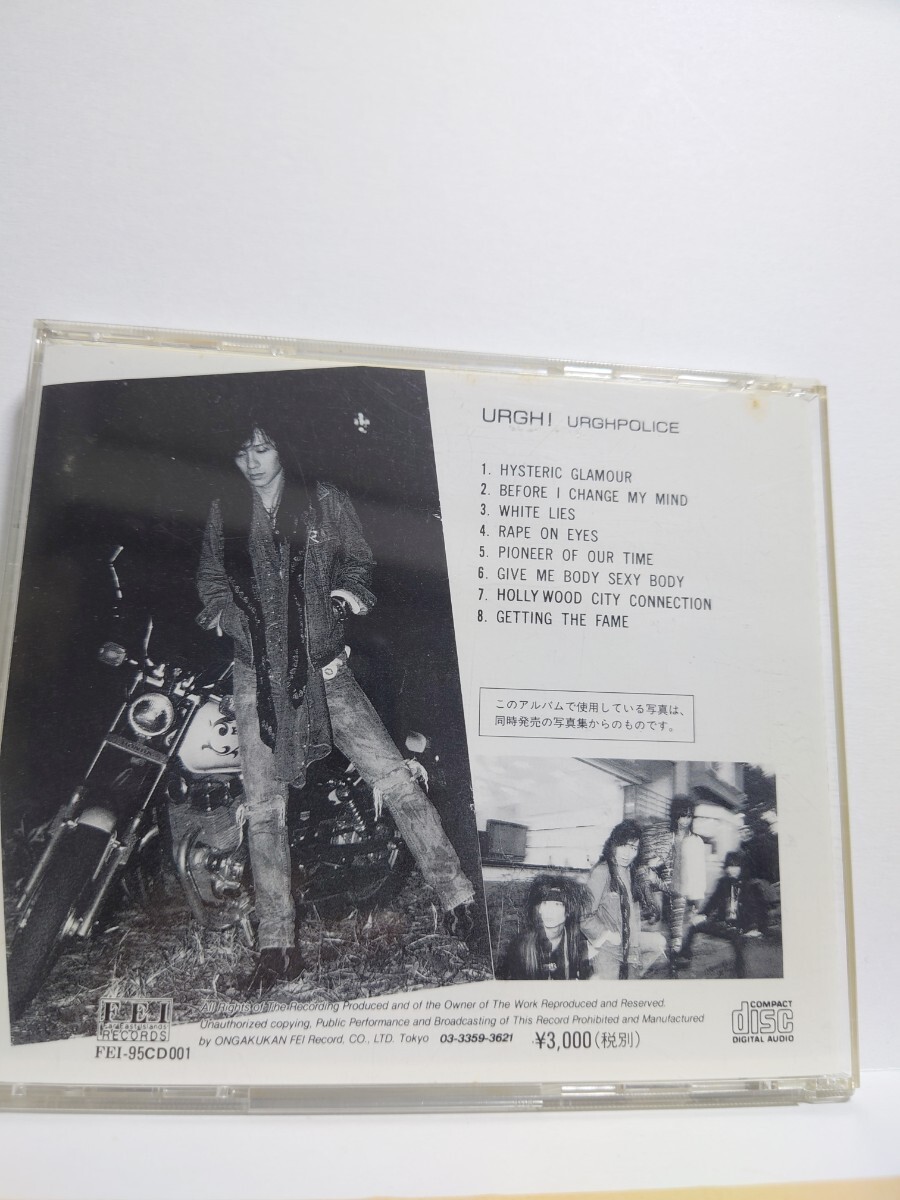 URGH! URGHPOLICE
1. HYSTERIC GLAMOUR
2. BEFORE I CHANGE MY MIND
3. WHITE LIES
4. RAPE ON EYES
5. PIONEER OF OUR TIME
6. GIVE ME BODY SEXY BODY
7. HOLLYWOOD CITY CONNECTION
8. GETTING THE FAME
このアルバムで使用している写真は、
同時発売の写真集からのものです。
FEI
Far East Islands
RECORDS
FEI-95CD001
All Rights of The Recording Produced and of the Owner of The Work Reproduced and Reserved.
Unauthorized copying, Public Performance and Broadcasting of This Record Prohibited and Manufactured
by ONGAKUKAN FEI Record, CO., LTD. Tokyo 03-3359-3621 ¥3,000(税別)
COMPACT
disc
DIGITAL AUDIO